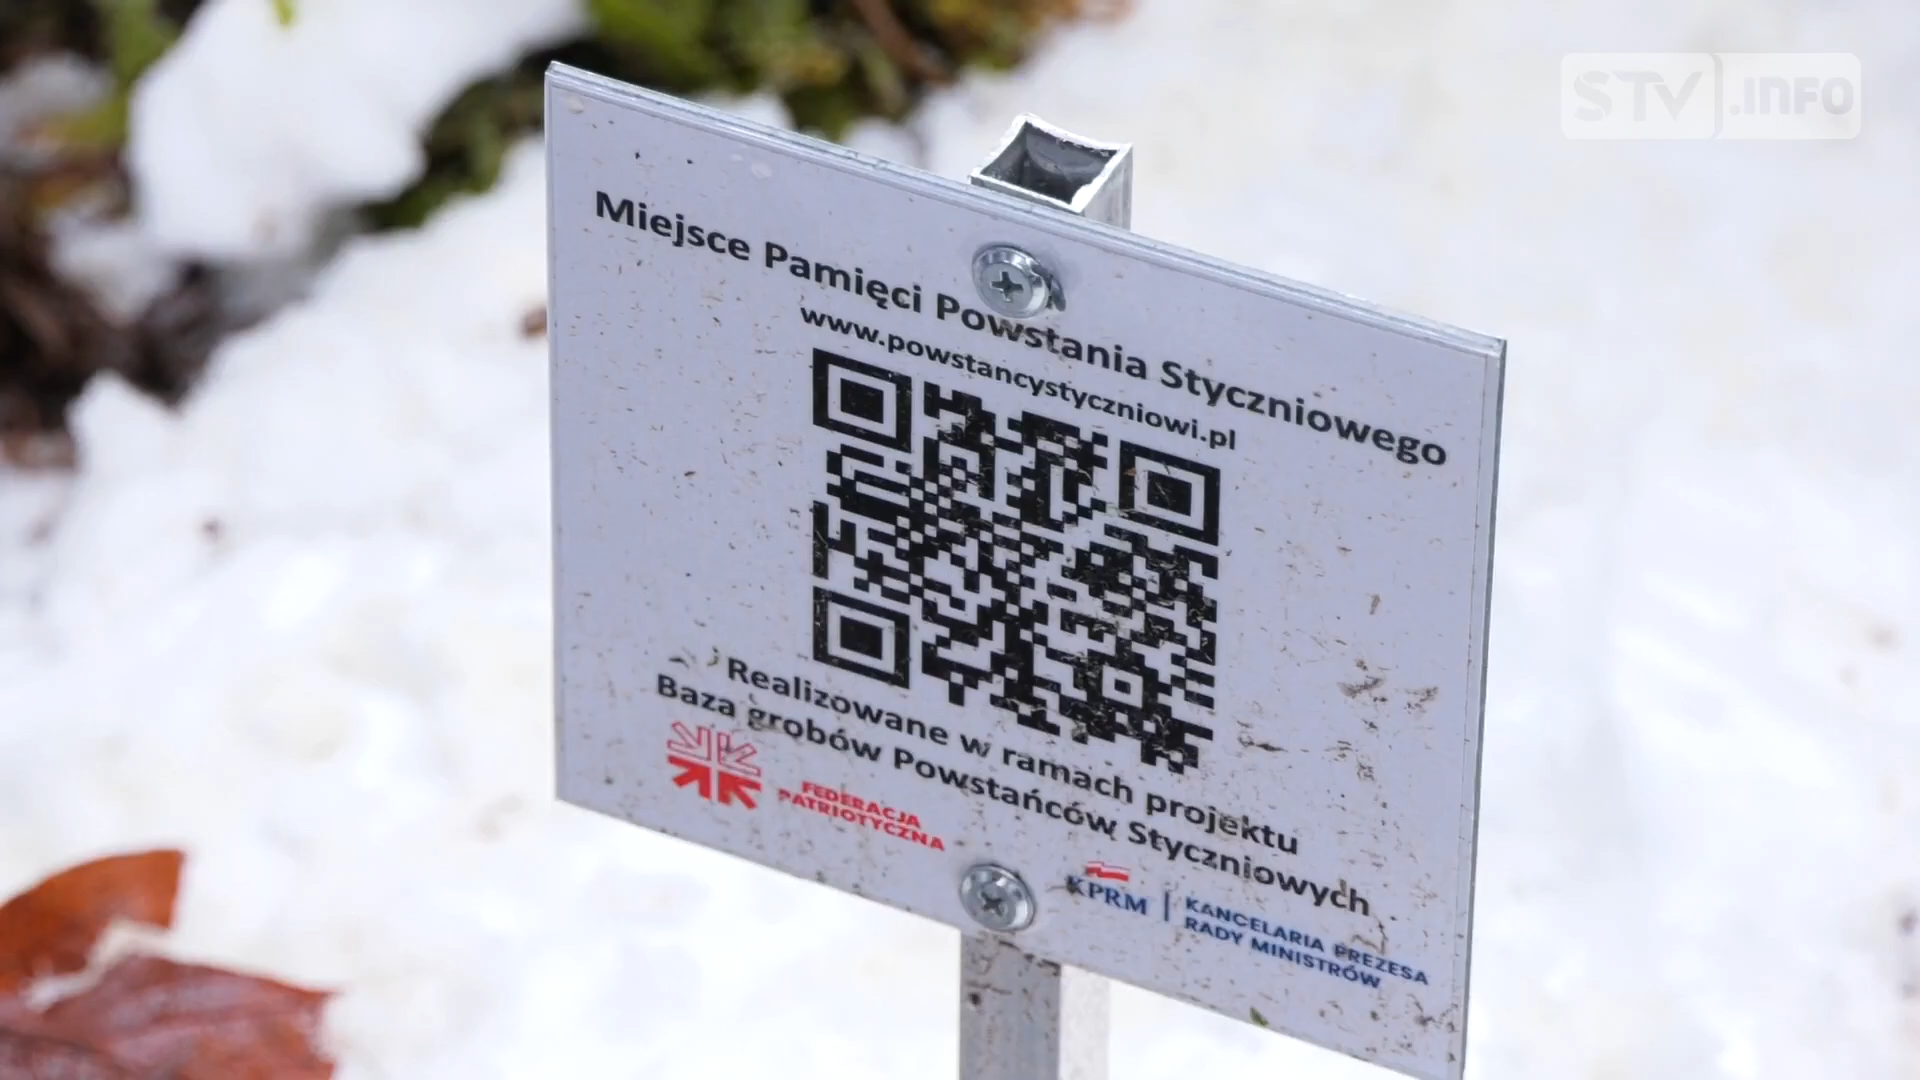 STV.INFO
Miejsce Pamięci Powstania Styczniowego
www.powstancystyczniowi.pl
Realizowane w ramach projektu
Baza grobów Powstańców Styczniowych
FEDERACJA
PATRIOTYCZNA
KPRM
KANCELARIA PREZESA
RADY MINISTRÓW